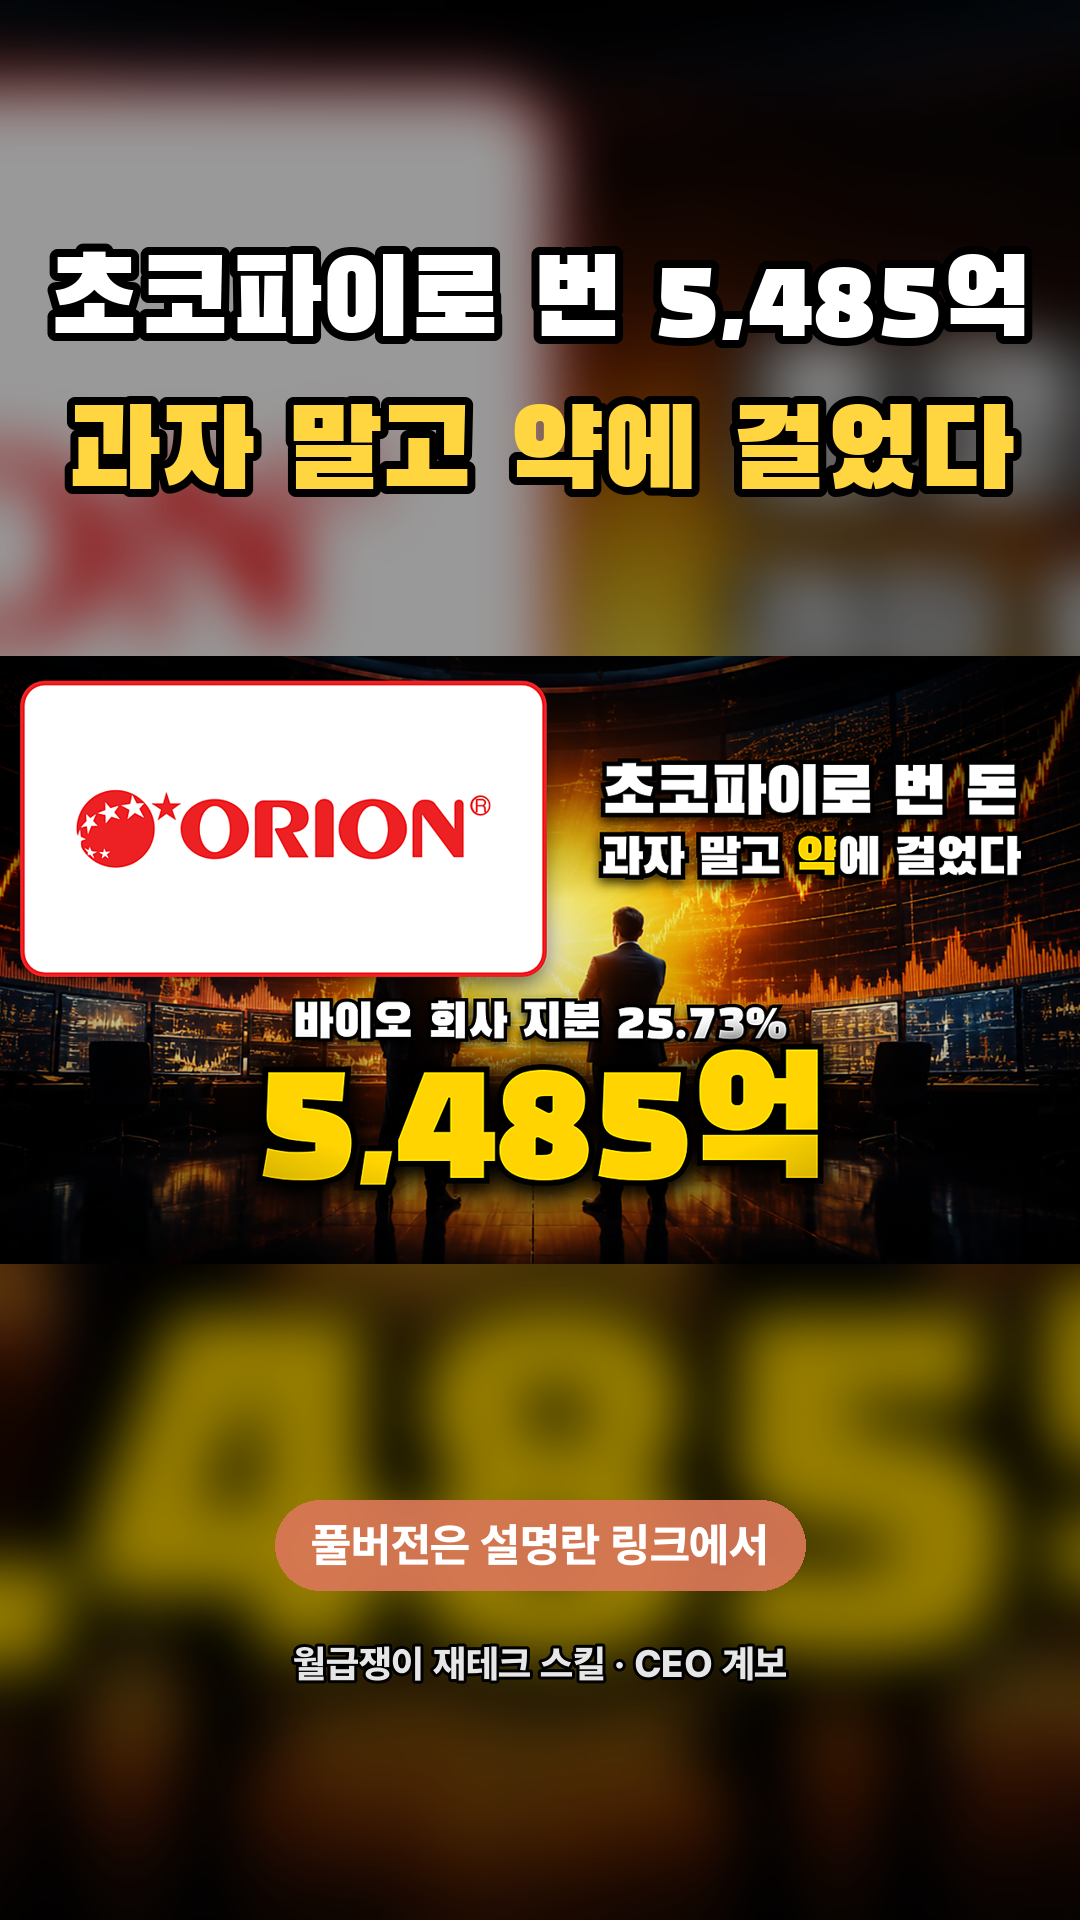 초코파이로 번 5,485억
과자 말고 약에 걸었다
ORION®
초코파이로 번 돈
과자 말고 약에 걸었다
바이오 회사 지분 25.73%
5,485억
485
풀버전은 설명란 링크에서
월급쟁이 재테크 스킬 · CEO 계보